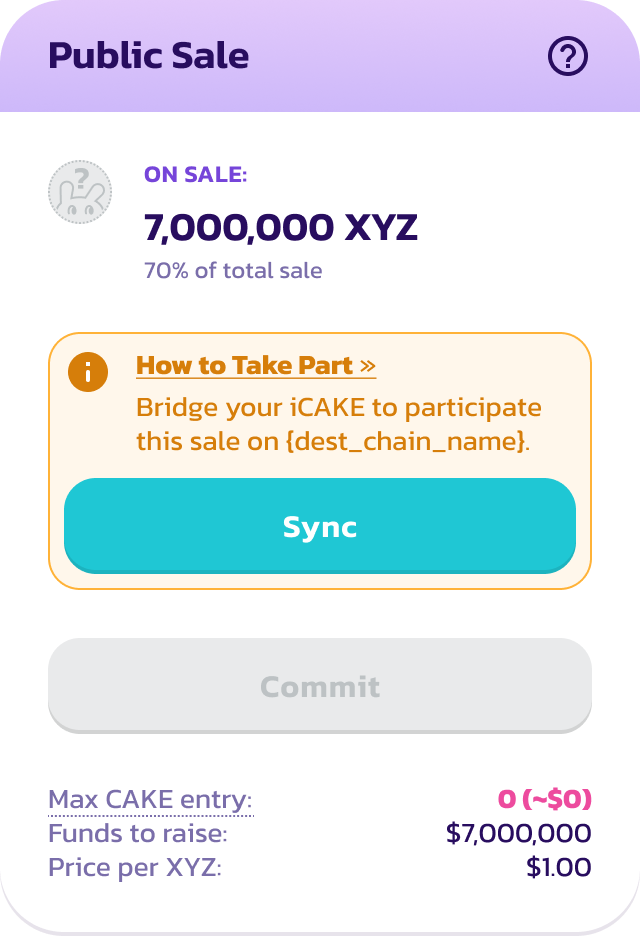 Public Sale
?
?
ON SALE:
7,000,000 XYZ
70% of total sale
How to Take Part »
Bridge your iCAKE to participate
this sale on {dest_chain_name}.
Sync
Commit
Max CAKE entry: 0 (~$0)
Funds to raise: $7,000,000
Price per XYZ: $1.00